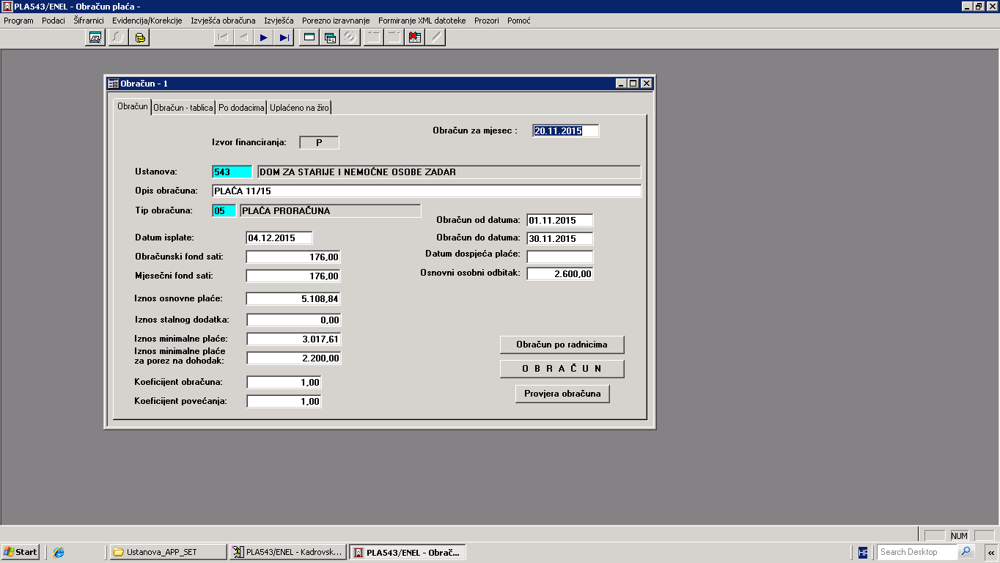 PLA543/ENEL - Obračun plaća -
Program Podaci Šifrarnici Evidencija/Korekcije Izvješća obračuna Izvješća Porezno izravnanje Formiranje XML datoteke Prozori Pomoć
Obračun - 1
Obračun Obračun - tablica Po dodacima Uplaćeno na žiro
Obračun za mjesec : 20.11.2015
Izvor financiranja: P
Ustanova: 543 DOM ZA STARIJE I NEMOĆNE OSOBE ZADAR
Opis obračuna: PLAĆA 11/15
Tip obračuna: 05 PLAĆA PRORAČUNA
Obračun od datuma: 01.11.2015
Datum isplate: 04.12.2015
Obračun do datuma: 30.11.2015
Obračunski fond sati: 176,00
Datum dospjeća plaće:
Mjesečni fond sati: 176,00
Osnovni osobni odbitak: 2.600,00
Iznos osnovne plaće: 5.108,84
Iznos stalnog dodatka: 0,00
Iznos minimalne plaće: 3.017,61
Obračun po radnicima
Iznos minimalne plaće
za porez na dohodak: 2.200,00
O B R A Č U N
Koeficijent obračuna: 1,00
Provjera obračuna
Koeficijent povećanja: 1,00
NUM
Start Ustanova_APP_SET PLA543/ENEL - Kadrovsk... PLA543/ENEL - Obrač... HR Search Desktop «